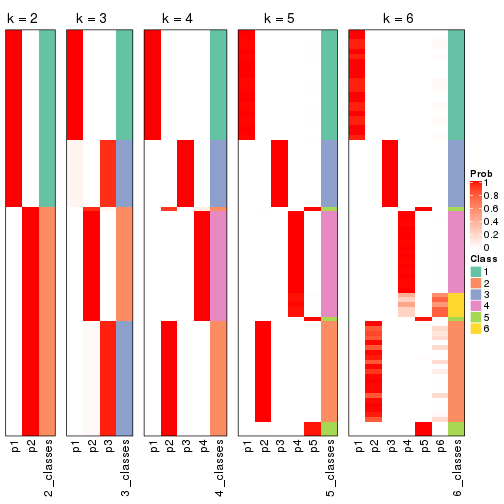 k = 2
k = 3
k = 4
k = 5
k = 6
Prob
1
0.8
0.6
0.4
0.2
0
Class
1
2
3
4
5
6
p1
p2
2_classes
p1
p2
p3
3_classes
p1
p2
p3
p4
4_classes
p1
p2
p3
p4
p5
5_classes
p1
p2
p3
p4
p5
p6
6_classes